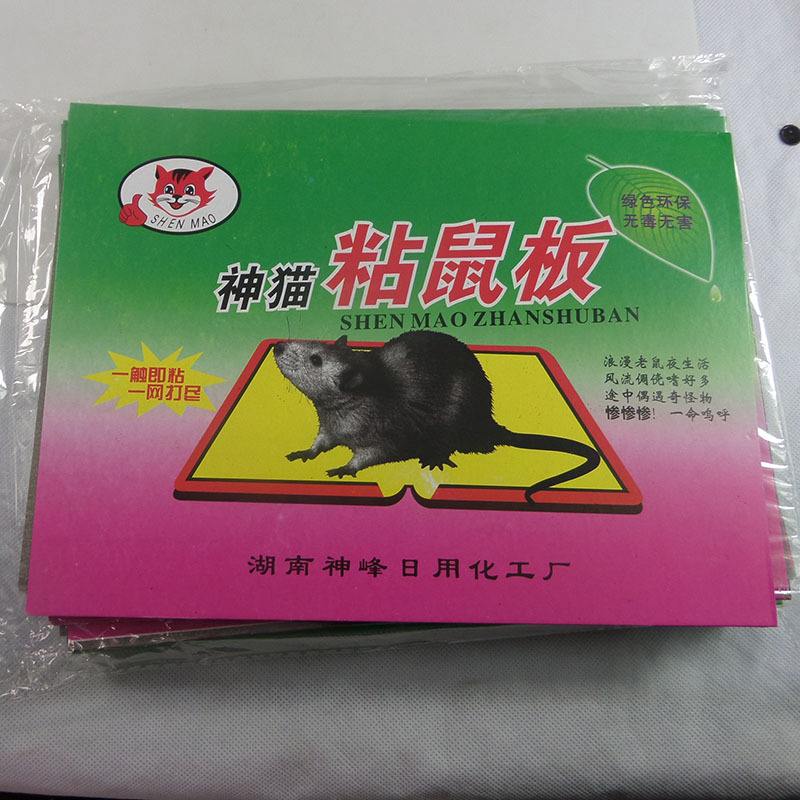 SHEN MAO
绿色环保
无毒无害
神猫 粘鼠板
SHEN MAO ZHANSHUBAN
一触即粘
一网打尽
浪漫老鼠夜生活
风流倜傥嗜好多
途中偶遇奇怪物
惨惨惨! 一命呜呼
湖南神峰日用化工厂